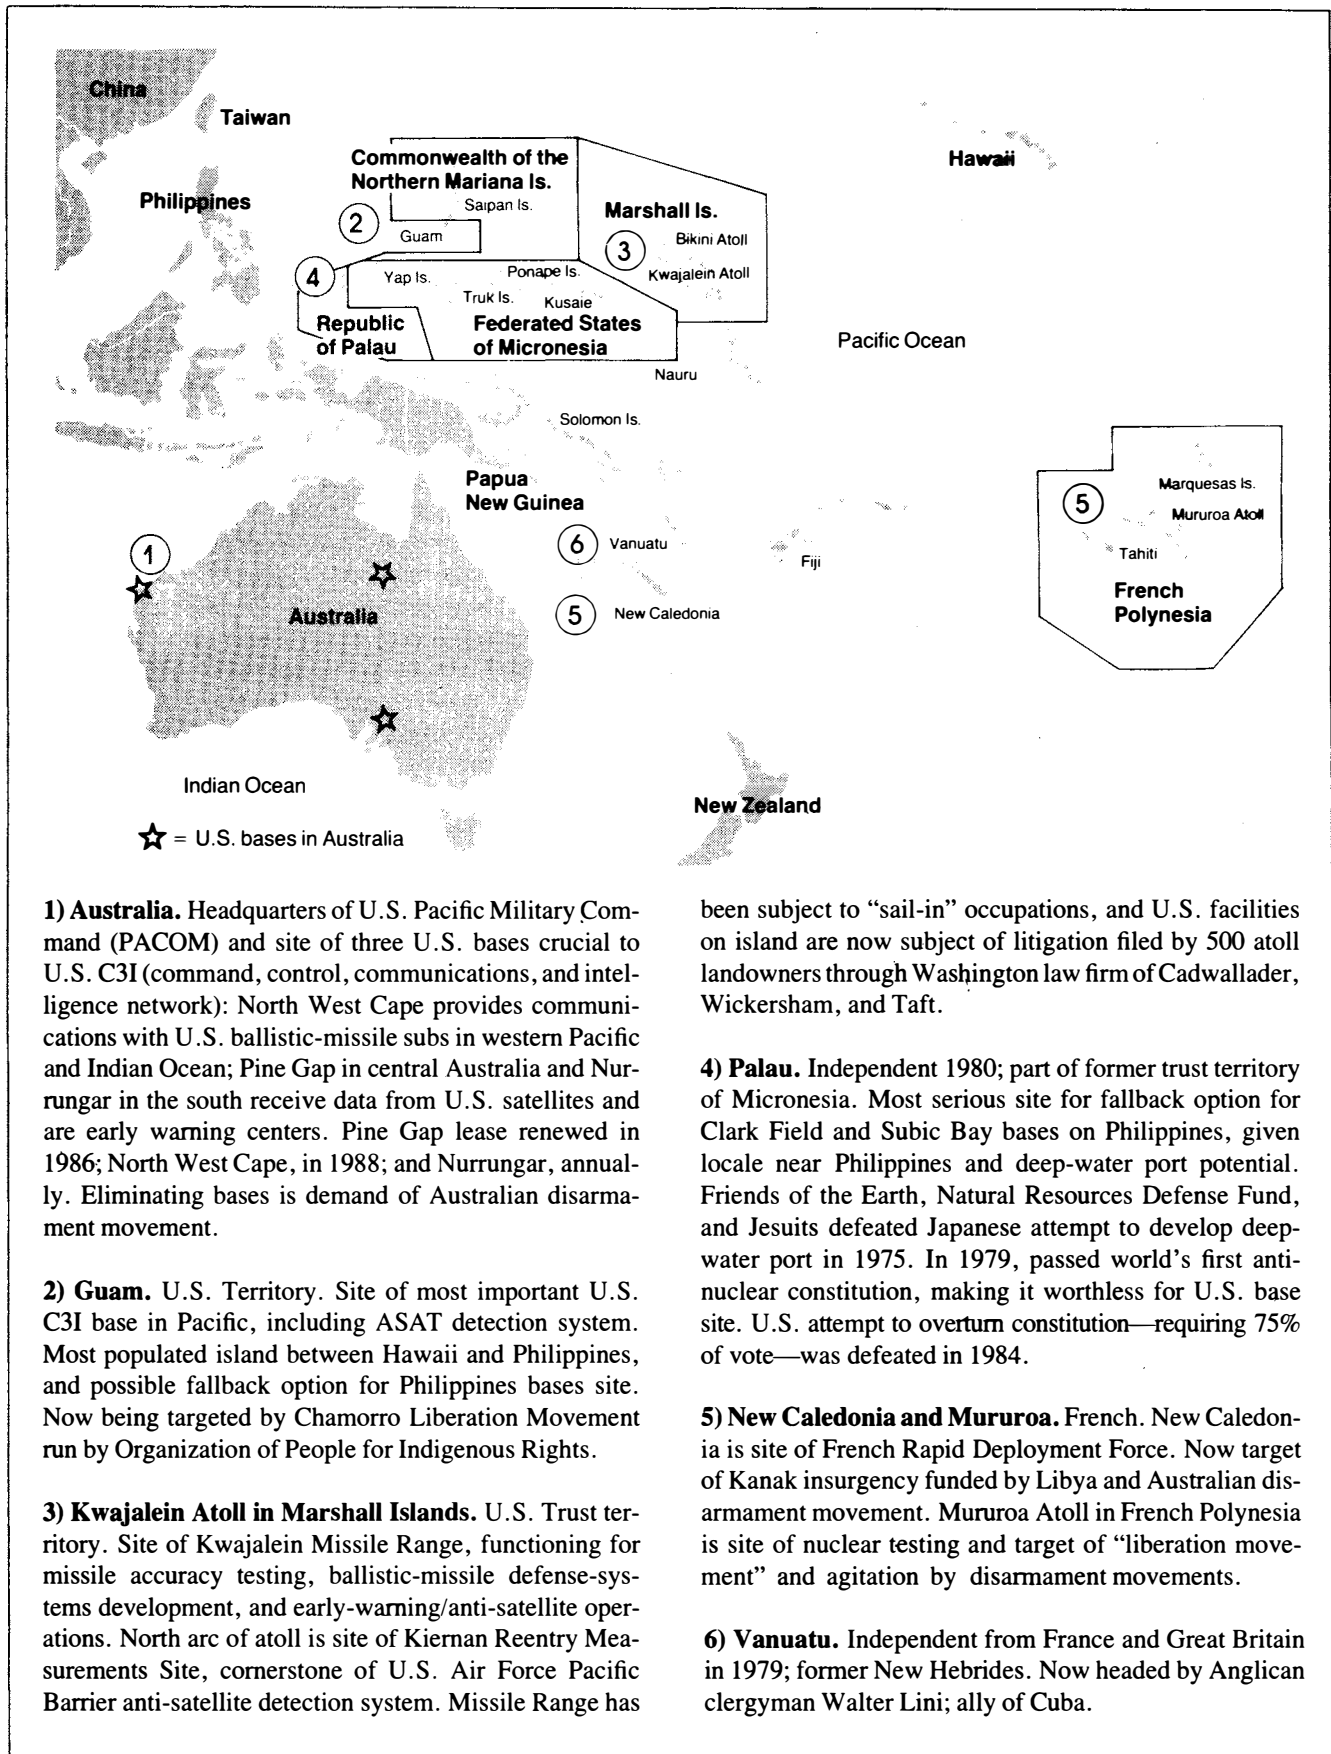 China
Taiwan
Hawaii
Commonwealth of the
Northern Mariana Is.
Philippines
Saipan Is.
Marshall Is.
2
Guam
Bikini Atoll
3
Kwajalein Atoll
4
Yap Is.
Ponape Is.
Truk Is.
Kusaie
Republic
of Palau
Federated States
of Micronesia
Pacific Ocean
Nauru
Solomon Is.
Papua
New Guinea
Marquesas Is.
5
Mururoa Atoll
1
6
Vanuatu
Fiji
Tahiti
French
Polynesia
Australia
5
New Caledonia
Indian Ocean
New Zealand
= U.S. bases in Australia
1) Australia. Headquarters of U.S. Pacific Military Com-
mand (PACOM) and site of three U.S. bases crucial to
U.S. C3I (command, control, communications, and intel-
ligence network): North West Cape provides communi-
cations with U.S. ballistic-missile subs in western Pacific
and Indian Ocean; Pine Gap in central Australia and Nur-
rungar in the south receive data from U.S. satellites and
are early warning centers. Pine Gap lease renewed in
1986; North West Cape, in 1988; and Nurrungar, annual-
ly. Eliminating bases is demand of Australian disarma-
ment movement.
2) Guam. U.S. Territory. Site of most important U.S.
C3I base in Pacific, including ASAT detection system.
Most populated island between Hawaii and Philippines,
and possible fallback option for Philippines bases site.
Now being targeted by Chamorro Liberation Movement
run by Organization of People for Indigenous Rights.
3) Kwajalein Atoll in Marshall Islands. U.S. Trust ter-
ritory. Site of Kwajalein Missile Range, functioning for
missile accuracy testing, ballistic-missile defense-sys-
tems development, and early-warning/anti-satellite oper-
ations. North arc of atoll is site of Kiernan Reentry Mea-
surements Site, cornerstone of U.S. Air Force Pacific
Barrier anti-satellite detection system. Missile Range has
been subject to “sail-in” occupations, and U.S. facilities
on island are now subject of litigation filed by 500 atoll
landowners through Washington law firm of Cadwallader,
Wickersham, and Taft.
4) Palau. Independent 1980; part of former trust territory
of Micronesia. Most serious site for fallback option for
Clark Field and Subic Bay bases on Philippines, given
locale near Philippines and deep-water port potential.
Friends of the Earth, Natural Resources Defense Fund,
and Jesuits defeated Japanese attempt to develop deep-
water port in 1975. In 1979, passed world's first anti-
nuclear constitution, making it worthless for U.S. base
site. U.S. attempt to overturn constitution—requiring 75%
of vote—was defeated in 1984.
5) New Caledonia and Mururoa. French. New Caledon-
ia is site of French Rapid Deployment Force. Now target
of Kanak insurgency funded by Libya and Australian dis-
armament movement. Mururoa Atoll in French Polynesia
is site of nuclear testing and target of “liberation move-
ment” and agitation by disarmament movements.
6) Vanuatu. Independent from France and Great Britain
in 1979; former New Hebrides. Now headed by Anglican
clergyman Walter Lini; ally of Cuba.